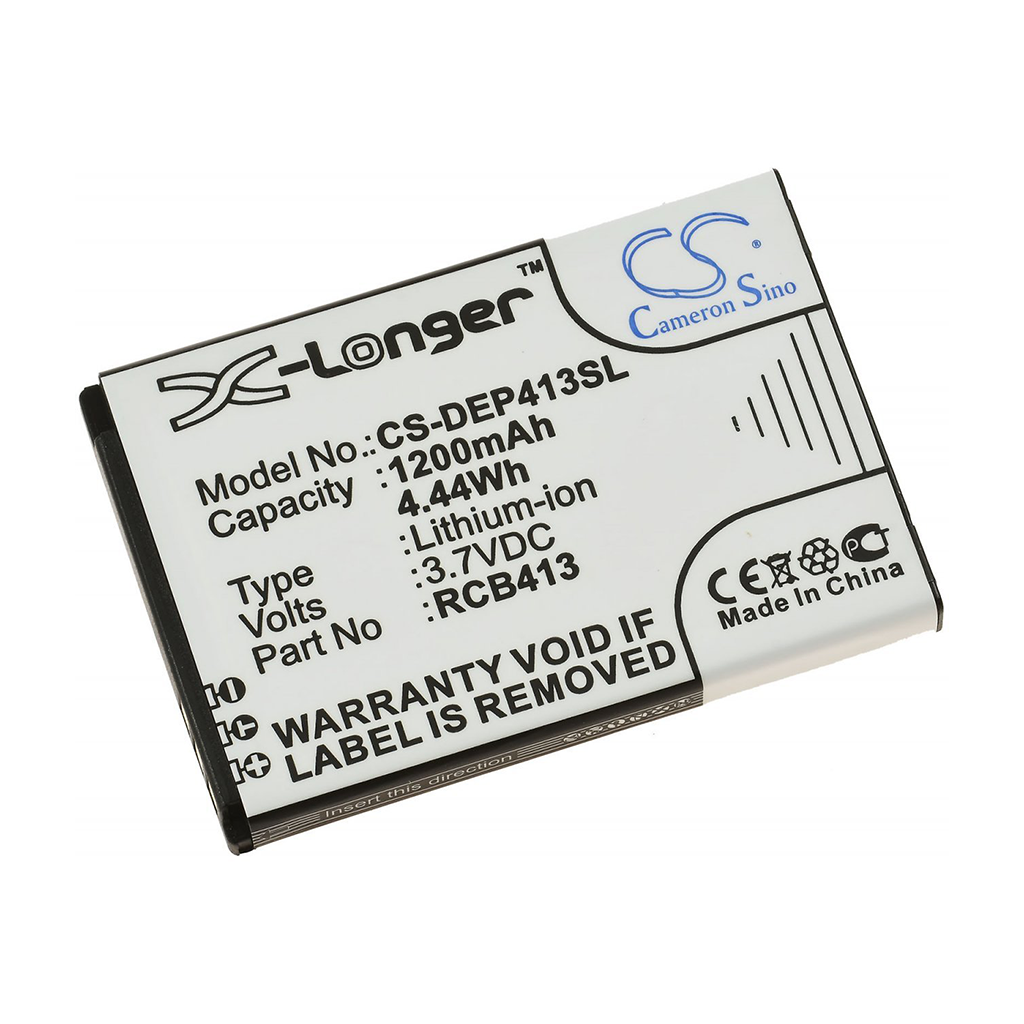 CS®
Cameron Sino
X-Longer™
Model No.: CS-DEP413SL
Capacity : 1200mAh
4.44Wh
Type : Lithium-ion
Volts : 3.7VDC
Part No : RCB413
CE
Made In China
WARRANTY VOID IF
LABEL IS REMOVED
Insert this direction